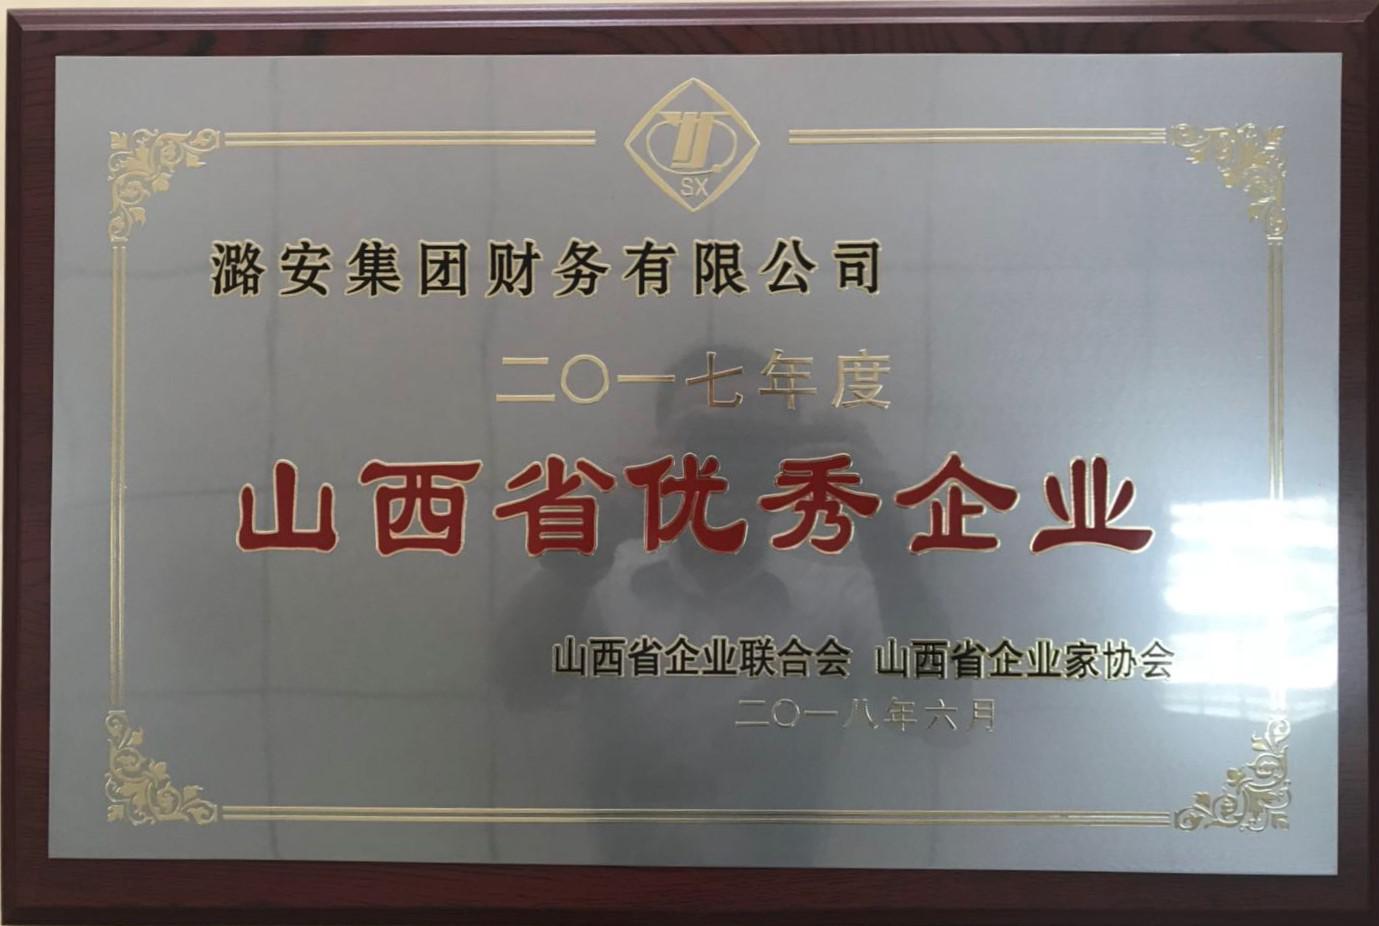 SX
潞安集团财务有限公司
二〇一七年度
山西省优秀企业
山西省企业联合会 山西省企业家协会
二〇一八年六月